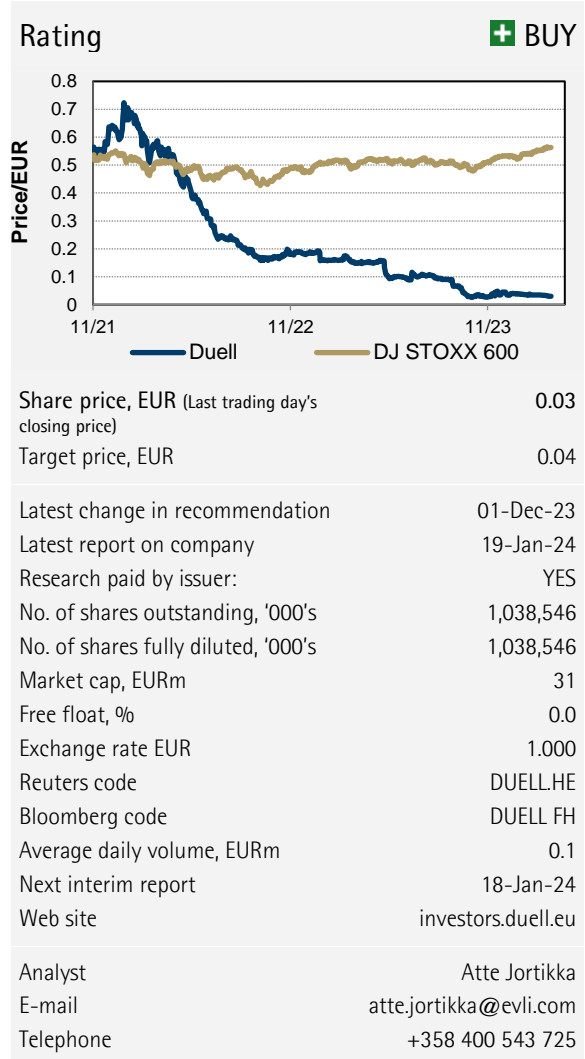 Rating BUY
0.8
0.7
0.6
0.5
0.4
0.3
0.2
0.1
0
Price/EUR
11/21 11/22 11/23
Duell DJ STOXX 600
Share price, EUR (Last trading day's 0.03
closing price)
Target price, EUR 0.04
Latest change in recommendation 01-Dec-23
Latest report on company 19-Jan-24
Research paid by issuer: YES
No. of shares outstanding, '000's 1,038,546
No. of shares fully diluted, '000's 1,038,546
Market cap, EURm 31
Free float, % 0.0
Exchange rate EUR 1.000
Reuters code DUELL.HE
Bloomberg code DUELL FH
Average daily volume, EURm 0.1
Next interim report 18-Jan-24
Web site investors.duell.eu
Analyst Atte Jortikka
E-mail atte.jortikka@evli.com
Telephone +358 400 543 725